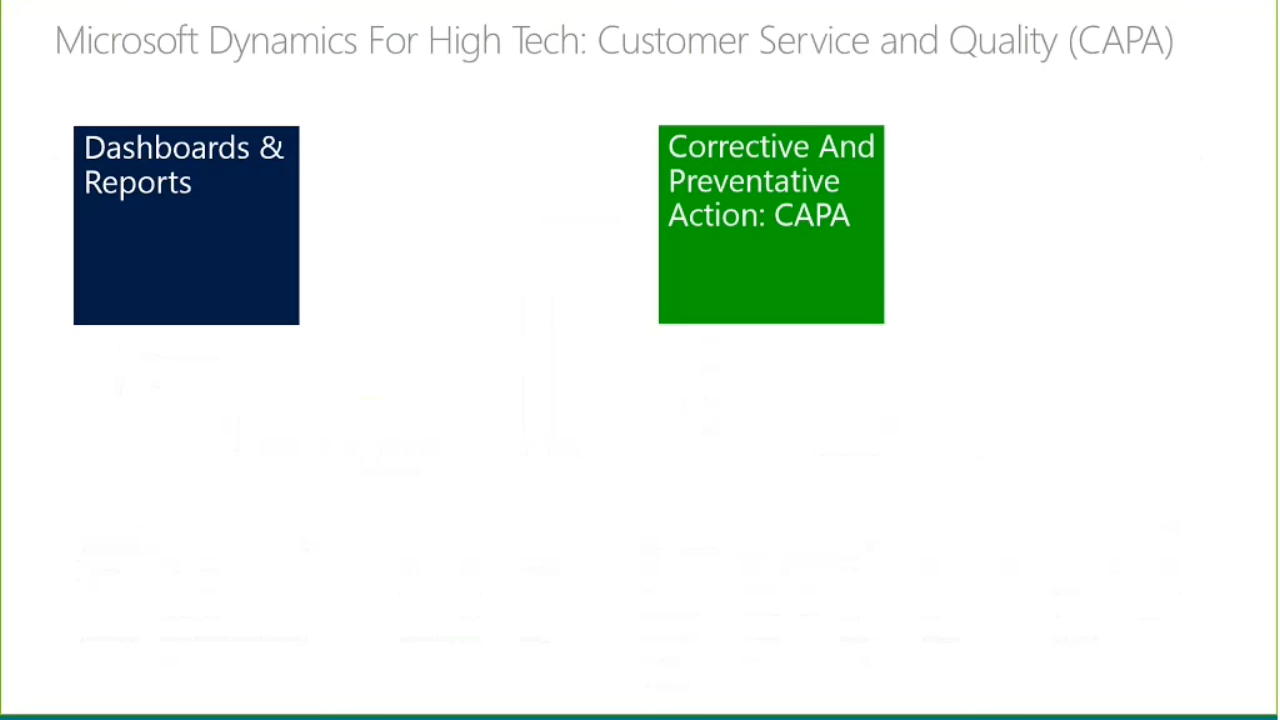 Microsoft Dynamics For High Tech: Customer Service and Quality (CAPA)
Dashboards &
Reports
Corrective And
Preventative
Action: CAPA